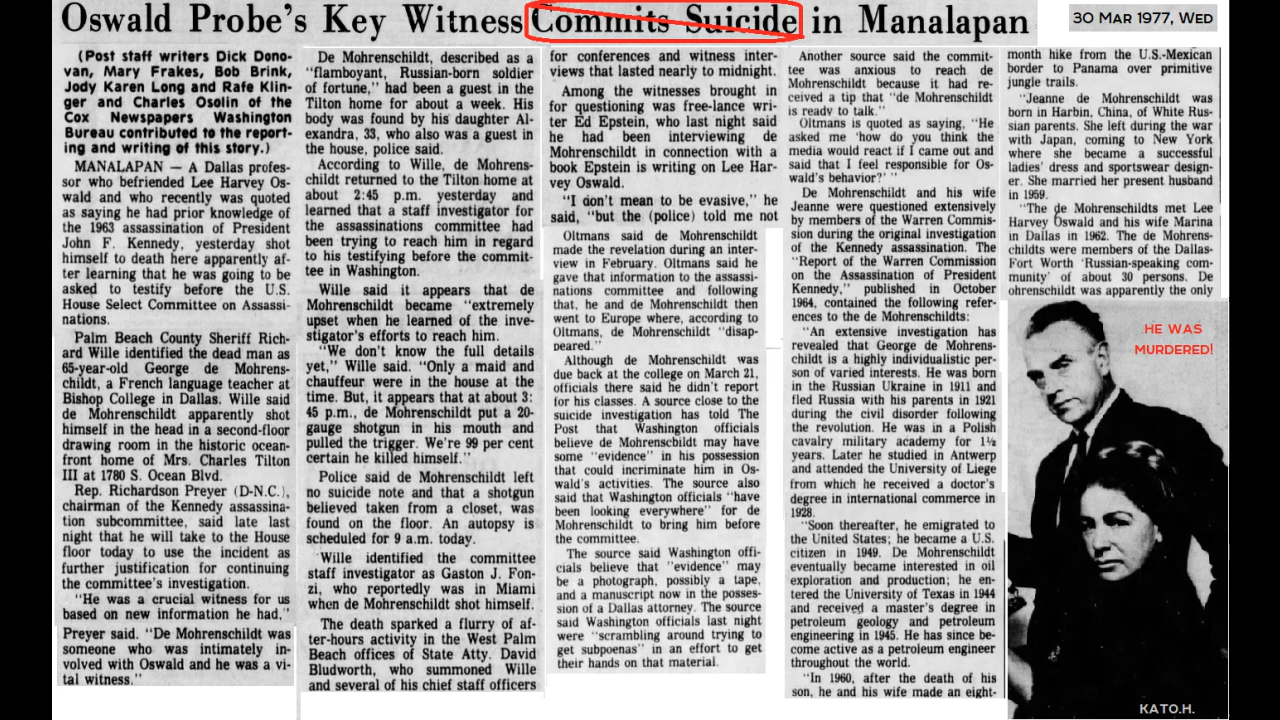 Oswald Probe's Key Witness Commits Suicide in Manalapan
30 MAR 1977, WED
(Post staff writers Dick Dono-
van, Mary Frakes, Bob Brink,
Jody Karen Long and Rafe Klin-
ger and Charles Osolin of the
Cox Newspapers Washington
Bureau contributed to the report-
ing and writing of this story.)
MANALAPAN — A Dallas profes-
sor who befriended Lee Harvey Os-
wald and who recently was quoted
as saying he had prior knowledge of
the 1963 assassination of President
John F. Kennedy, yesterday shot
himself to death here apparently af-
ter learning that he was going to be
asked to testify before the U.S.
House Select Committee on Assassi-
nations.
Palm Beach County Sheriff Rich-
ard Wille identified the dead man as
65-year-old George de Mohrens-
childt, a French language teacher at
Bishop College in Dallas. Wille said
de Mohrenschildt apparently shot
himself in the head in a second-floor
drawing room in the historic ocean-
front home of Mrs. Charles Tilton
III at 1780 S. Ocean Blvd.
Rep. Richardson Preyer (D-N.C.),
chairman of the Kennedy assassina-
tion subcommittee, said late last
night that he will take to the House
floor today to use the incident as
further justification for continuing
the committee's investigation.
"He was a crucial witness for us
based on new information he had,"
Preyer said. "De Mohrenschildt was
someone who was intimately in-
volved with Oswald and he was a vi-
tal witness."
De Mohrenschildt, described as a
"flamboyant, Russian-born soldier
of fortune," had been a guest in the
Tilton home for about a week. His
body was found by his daughter Al-
exandra, 33, who also was a guest in
the house, police said.
According to Wille, de Mohrens-
childt returned to the Tilton home at
about 2:45 p.m. yesterday and
learned that a staff investigator for
the assassinations committee had
been trying to reach him in regard
to his testifying before the commit-
tee in Washington.
Wille said it appears that de
Mohrenschildt became "extremely
upset when he learned of the inve-
stigator's efforts to reach him.
"We don't know the full details
yet," Wille said. "Only a maid and
chauffeur were in the house at the
time. But, it appears that at about 3:
45 p.m., de Mohrenschildt put a 20-
gauge shotgun in his mouth and
pulled the trigger. We're 99 per cent
certain he killed himself."
Police said de Mohrenschildt left
no suicide note and that a shotgun
believed taken from a closet, was
found on the floor. An autopsy is
scheduled for 9 a.m. today.
Wille identified the committee
staff investigator as Gaston J. Fon-
zi, who reportedly was in Miami
when de Mohrenschildt shot himself.
The death sparked a flurry of af-
ter-hours activity in the West Palm
Beach offices of State Atty. David
Bludworth, who summoned Wille
and several of his chief staff officers
for conferences and witness inter-
views that lasted nearly to midnight.
Among the witnesses brought in
for questioning was free-lance wri-
ter Ed Epstein, who last night said
he had been interviewing de
Mohrenschildt in connection with a
book Epstein is writing on Lee Har-
vey Oswald.
"I don't mean to be evasive," he
said, "but the (police) told me not
Oltmans said de Mohrenschildt
made the revelation during an inter-
view in February. Oltmans said he
gave that information to the assassi-
nations committee and following
that, he and de Mohrenschildt then
went to Europe where, according to
Oltmans, de Mohrenschildt "disap-
peared."
Although de Mohrenschildt was
due back at the college on March 21,
officials there said he didn't report
for his classes. A source close to the
suicide investigation has told The
Post that Washington officials
believe de Mohrenscbildt may have
some "evidence" in his possession
that could incriminate him in Os-
wald's activities. The source also
said that Washington officials "have
been looking everywhere" for de
Mohrenschildt to bring him before
the committee.
The source said Washington offi-
cials believe that "evidence" may
be a photograph, possibly a tape,
and a manuscript now in the posses-
sion of a Dallas attorney. The source
said Washington officials last night
were "scrambling around trying to
get subpoenas" in an effort to get
their hands on that material.
Another source said the commit-
tee was anxious to reach de
Mohrenschildt because it had re-
ceived a tip that "de Mohrenschildt
is ready to talk."
Oltmans is quoted as saying, "He
asked me 'how do you think the
media would react if I came out and
said that I feel responsible for Os-
wald's behavior?' "
De Mohrenschildt and his wife
Jeanne were questioned extensively
by members of the Warren Commis-
sion during the original investigation
of the Kennedy assassination. The
"Report of the Warren Commission
on the Assassination of President
Kennedy," published in October
1964, contained the following refer-
ences to the de Mohrenschildts:
"An extensive investigation has
revealed that George de Mohrens-
childt is a highly individualistic per-
son of varied interests. He was born
in the Russian Ukraine in 1911 and
fled Russia with his parents in 1921
during the civil disorder following
the revolution. He was in a Polish
cavalry military academy for 1½
years. Later he studied in Antwerp
and attended the University of Liege
from which he received a doctor's
degree in international commerce in
1928.
"Soon thereafter, he emigrated to
the United States; he became a U.S.
citizen in 1949. De Mohrenschildt
eventually became interested in oil
exploration and production; he en-
tered the University of Texas in 1944
and received a master's degree in
petroleum geology and petroleum
engineering in 1945. He has since be-
come active as a petroleum engineer
throughout the world.
"In 1960, after the death of his
son, he and his wife made an eight-
month hike from the U.S.-Mexican
border to Panama over primitive
jungle trails.
"Jeanne de Mohrenschildt was
born in Harbin, China, of White Rus-
sian parents. She left during the war
with Japan, coming to New York
where she became a successful
ladies' dress and sportswear design-
er. She married her present husband
in 1959.
"The de Mohrenschildts met Lee
Harvey Oswald and his wife Marina
in Dallas in 1962. The de Mohrens-
childts were members of the Dallas-
Fort Worth 'Russian-speaking com-
munity' of about 30 persons. De
ohrenschildt was apparently the only
HE WAS
MURDERED!
KATO.H.